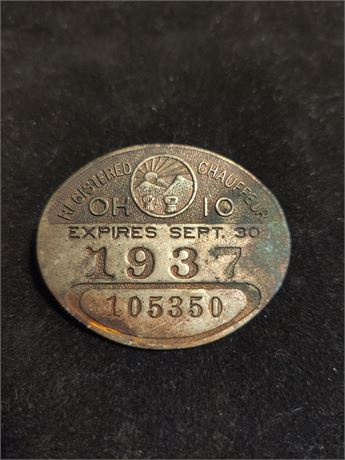 REGISTERED CHAUFFEUR
OHIO
EXPIRES SEPT. 30
1937
105350